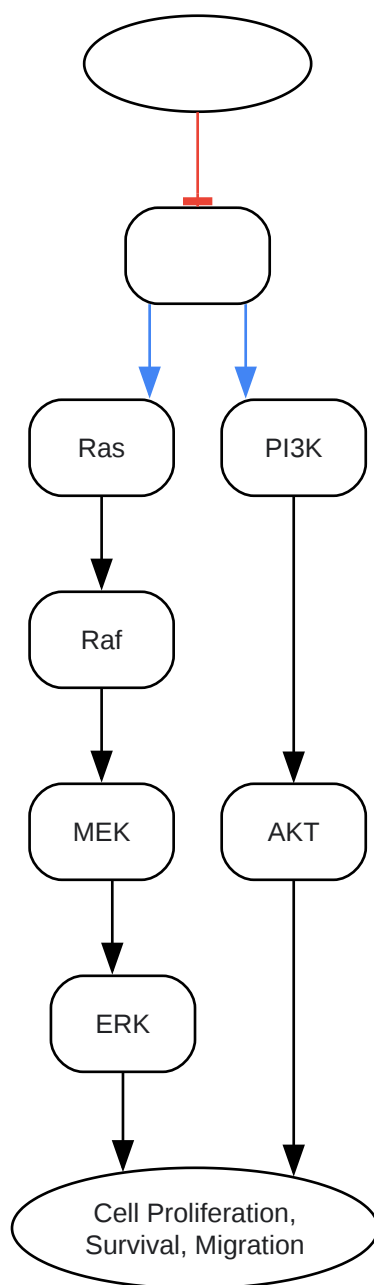 Ras
PI3K
Raf
MEK
AKT
ERK
Cell Proliferation,
Survival, Migration